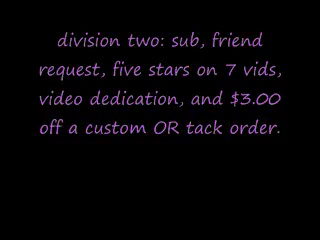 division two: sub, friend
request, five stars on 7 vids,
video dedication, and $3.00
off a custom OR tack order.